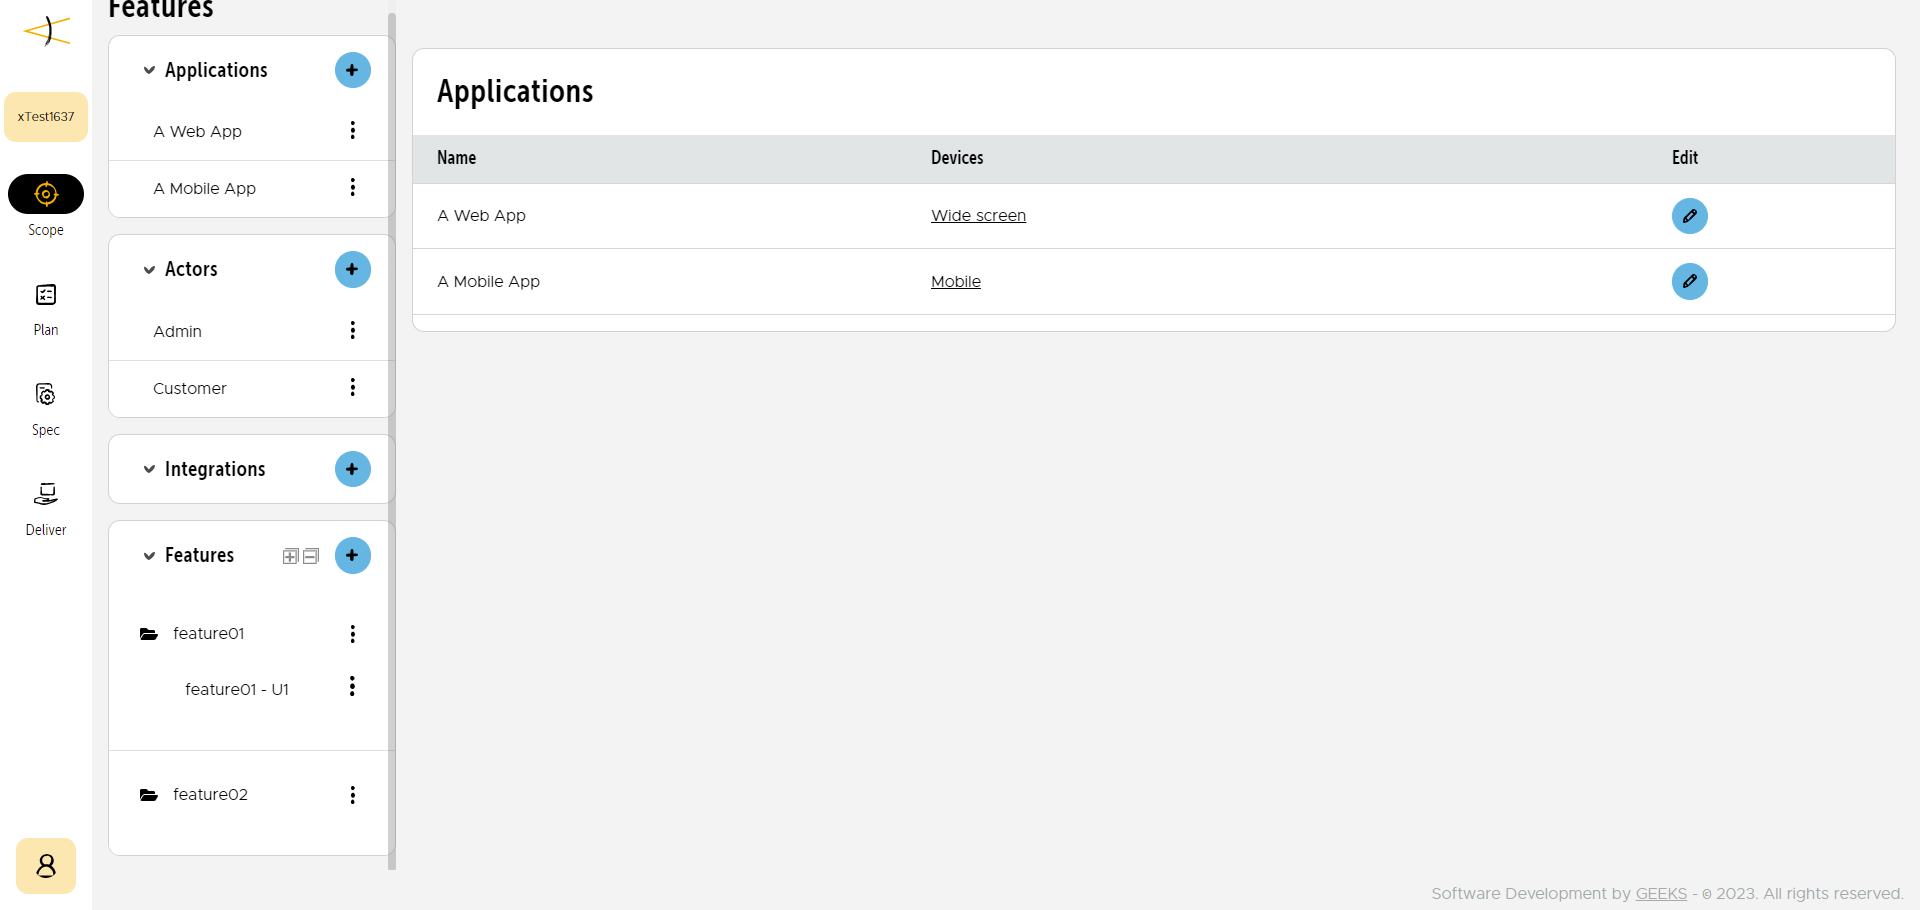 xTest1637
Scope
Plan
Spec
Deliver
Features
Applications
A Web App
A Mobile App
Actors
Admin
Customer
Integrations
Features
feature01
feature01 - U1
feature02
Applications
Name Devices Edit
A Web App Wide screen
A Mobile App Mobile
Software Development by GEEKS - © 2023. All rights reserved.